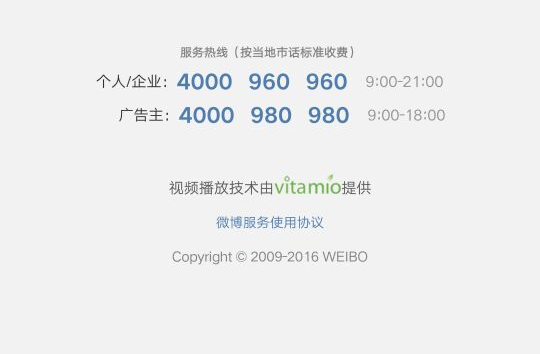 服务热线（按当地市话标准收费）
个人/企业：4000 960 960 9:00-21:00
广告主：4000 980 980 9:00-18:00
视频播放技术由vitamio提供
微博服务使用协议
Copyright © 2009-2016 WEIBO